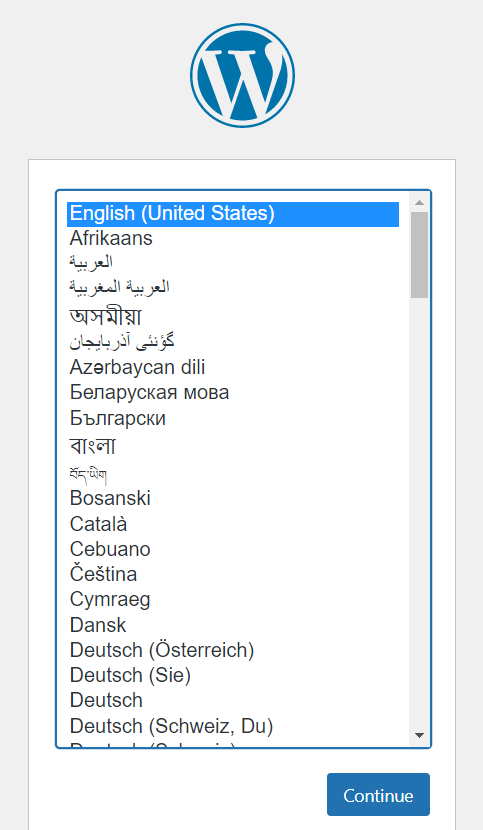 English (United States)
Afrikaans
العربية
العربية المغربية
অসমীয়া
گؤنئی آذربایجان
Azərbaycan dili
Беларуская мова
Български
বাংলা
བོད་ཡིག
Bosanski
Català
Cebuano
Čeština
Cymraeg
Dansk
Deutsch (Österreich)
Deutsch (Sie)
Deutsch
Deutsch (Schweiz, Du)
Continue